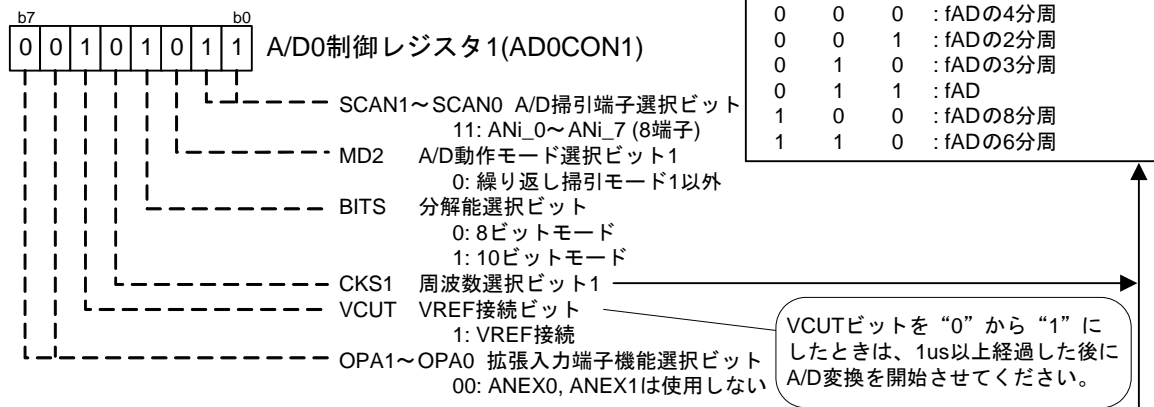 b7 b0
0 0 1 0 1 0 1 1 A/D0制御レジスタ1(AD0CON1)
SCAN1～SCAN0 A/D掃引端子選択ビット
11: ANi_0～ANi_7 (8端子)
MD2 A/D動作モード選択ビット1
0: 繰り返し掃引モード1以外
BITS 分解能選択ビット
0: 8ビットモード
1: 10ビットモード
CKS1 周波数選択ビット1
VCUT VREF接続ビット
1: VREF接続
OPA1～OPA0 拡張入力端子機能選択ビット
00: ANEX0, ANEX1は使用しない
0 0 0 : fADの4分周
0 0 1 : fADの2分周
0 1 0 : fADの3分周
0 1 1 : fAD
1 0 0 : fADの8分周
1 1 0 : fADの6分周
VCUTビットを“0”から“1”に
したときは、1us以上経過した後に
A/D変換を開始させてください。